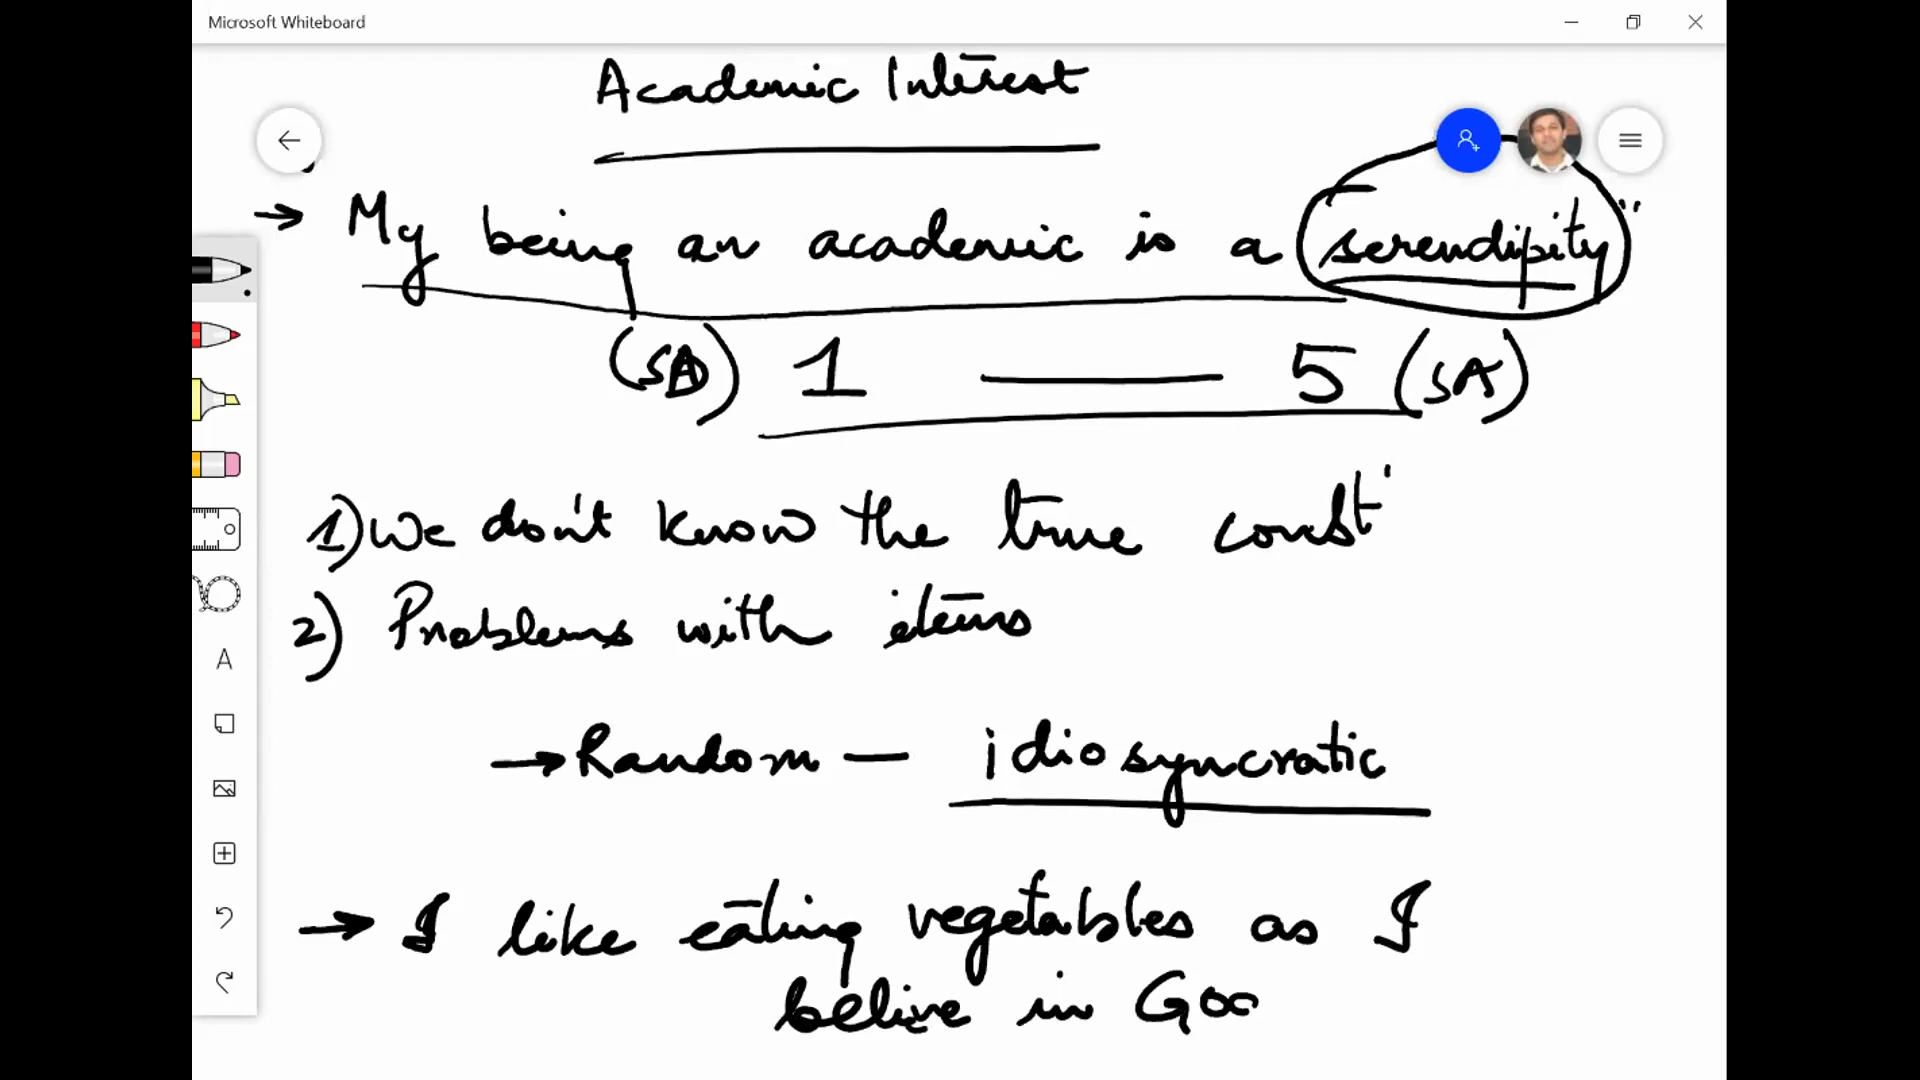 Microsoft Whiteboard
Academic Interest
→ My being an academic is a "serendipity"
(SD) 1 — 5 (SA)
1) We don't know the true const'
2) Problems with items
→ Random — idiosyncratic
→ I like eating vegetables as I
belive in Goo
A